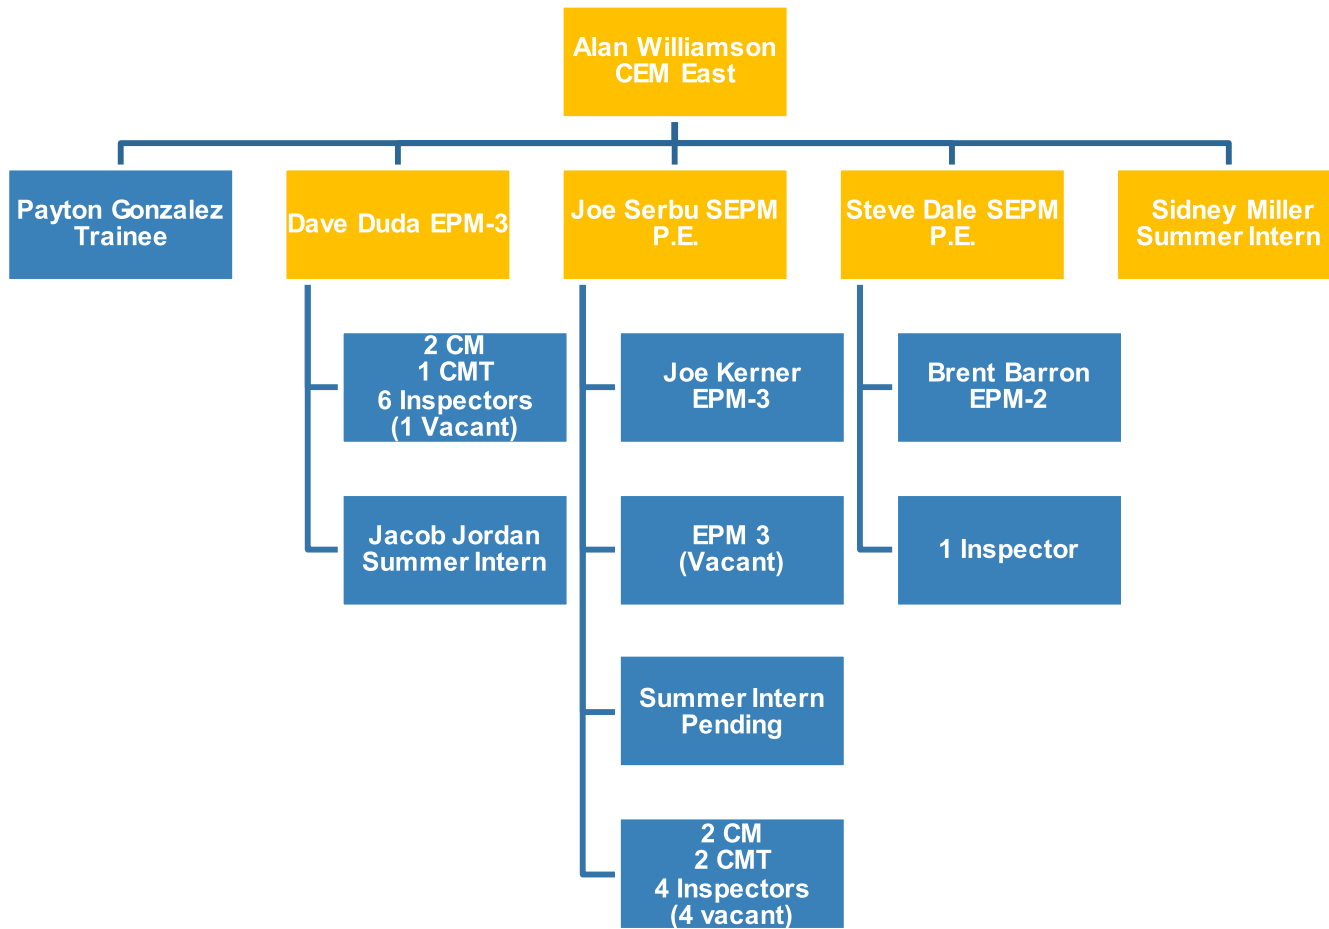 Alan Williamson
CEM East
Payton Gonzalez
Trainee
Dave Duda EPM-3
Joe Serbu SEPM
P.E.
Steve Dale SEPM
P.E.
Sidney Miller
Summer Intern
2 CM
1 CMT
6 Inspectors
(1 Vacant)
Jacob Jordan
Summer Intern
Joe Kerner
EPM-3
EPM 3
(Vacant)
Summer Intern
Pending
2 CM
2 CMT
4 Inspectors
(4 vacant)
Brent Barron
EPM-2
1 Inspector